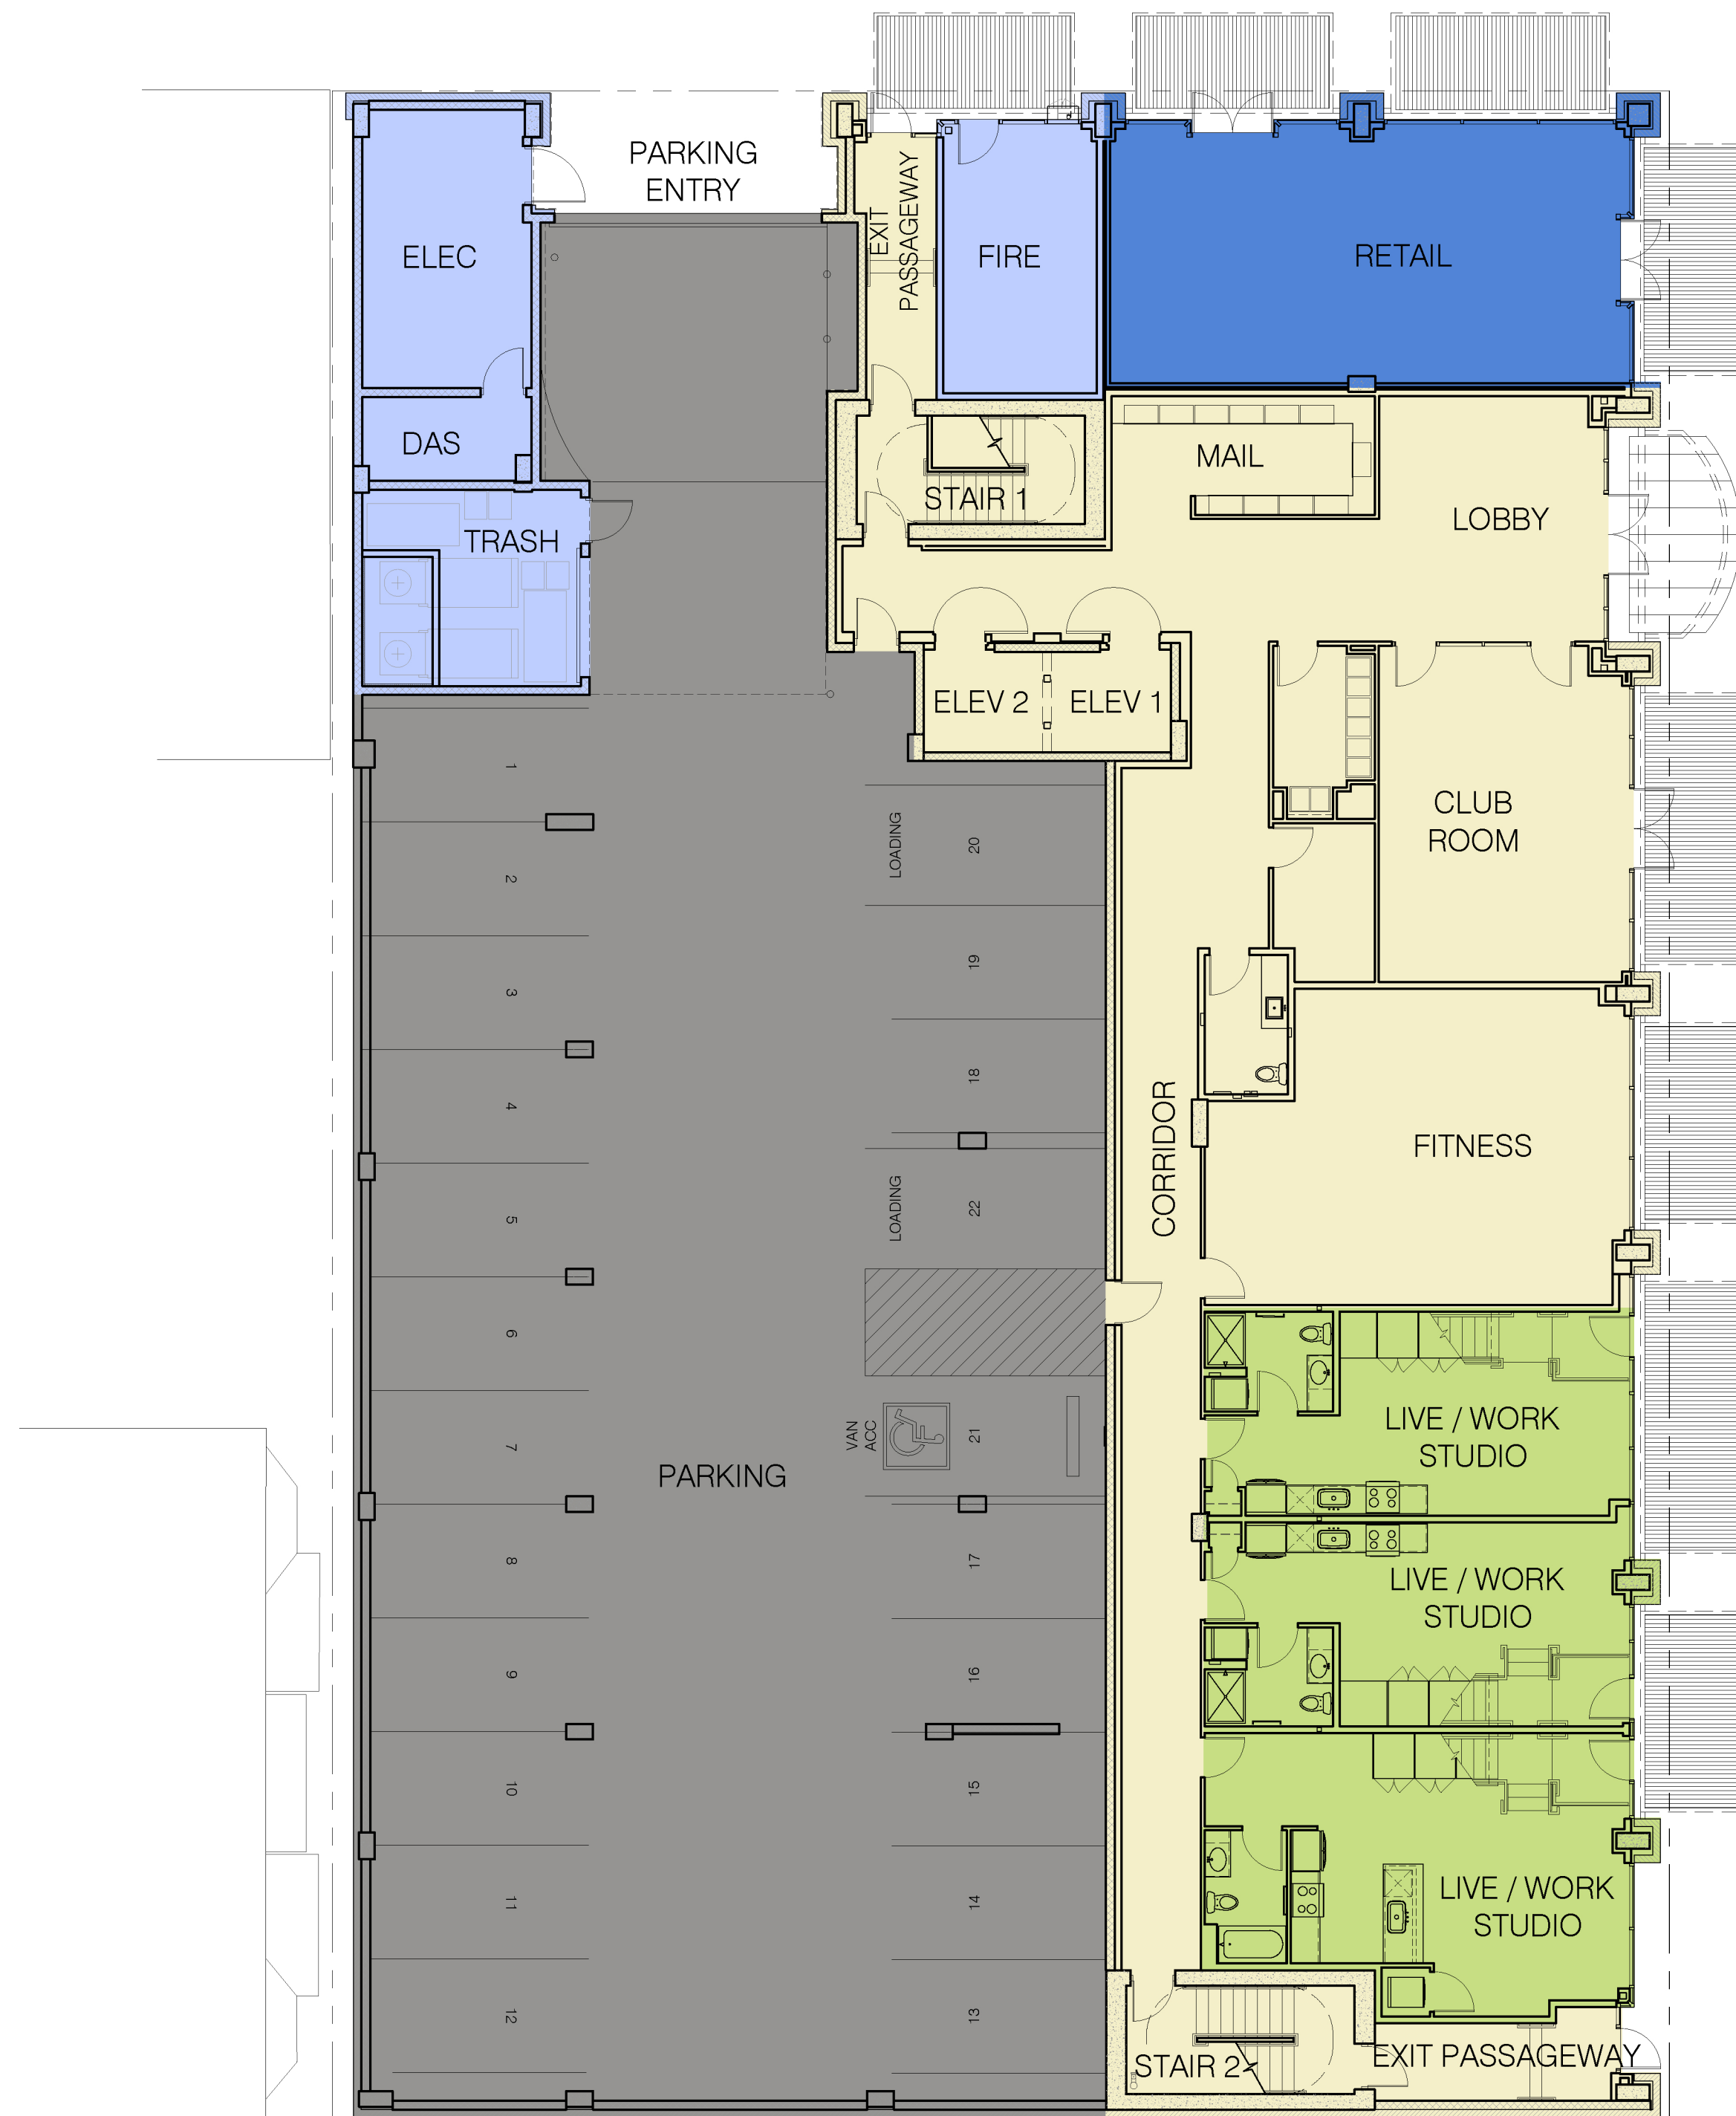 PARKING
ENTRY
EXIT
PASSAGEWAY
ELEC
FIRE
RETAIL
DAS
MAIL
STAIR 1
LOBBY
TRASH
ELEV 2
ELEV 1
1
LOADING
20
CLUB
ROOM
2
19
3
18
4
CORRIDOR
FITNESS
LOADING
22
5
6
VAN
ACC
21
7
LIVE / WORK
STUDIO
PARKING
8
17
LIVE / WORK
STUDIO
9
16
10
15
11
14
LIVE / WORK
STUDIO
12
13
STAIR 2
EXIT PASSAGEWAY